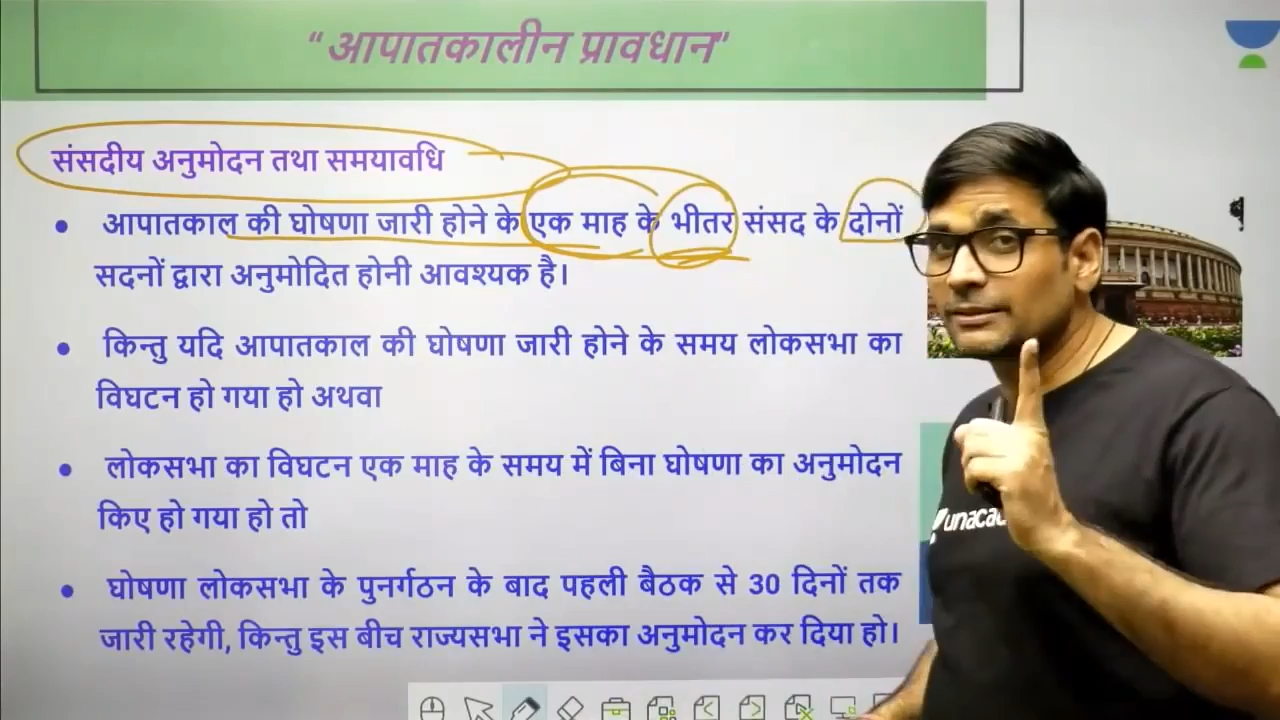 “आपातकालीन प्रावधान”
संसदीय अनुमोदन तथा समयावधि
• आपातकाल की घोषणा जारी होने के एक माह के भीतर संसद के दोनों
सदनों द्वारा अनुमोदित होनी आवश्यक है।
• किन्तु यदि आपातकाल की घोषणा जारी होने के समय लोकसभा का
विघटन हो गया हो अथवा
• लोकसभा का विघटन एक माह के समय में बिना घोषणा का अनुमोदन
किए हो गया हो तो
• घोषणा लोकसभा के पुनर्गठन के बाद पहली बैठक से 30 दिनों तक
जारी रहेगी, किन्तु इस बीच राज्यसभा ने इसका अनुमोदन कर दिया हो।